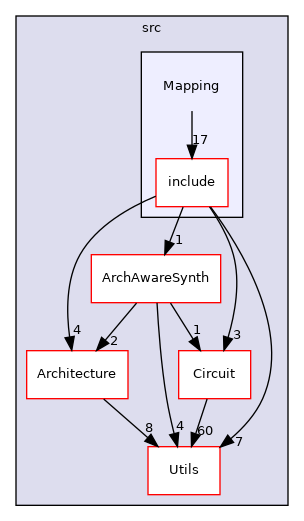 src
Mapping
17
include
1
ArchAwareSynth
4
2
1
3
Architecture
Circuit
8
4
60
7
Utils